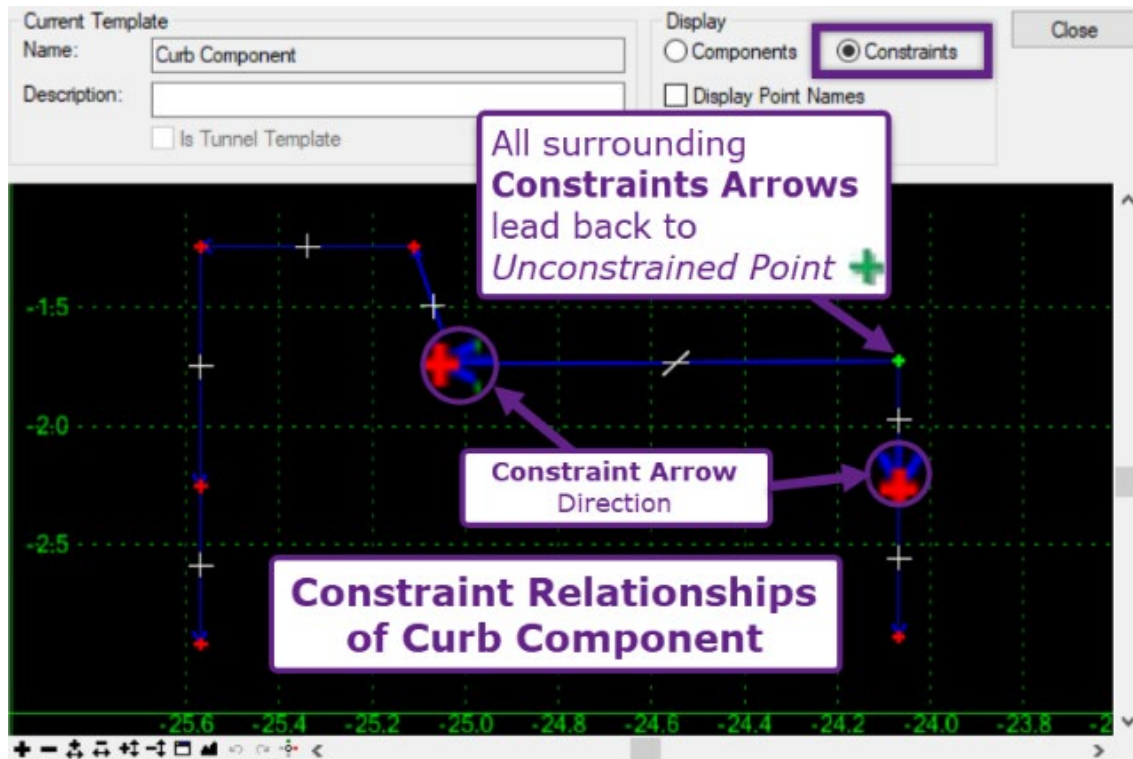 Current Template
Name:
Curb Component
Description:
Is Tunnel Template
Display
Components
Constraints
Display Point Names
Close
All surrounding
Constraints Arrows
lead back to
Unconstrained Point
Constraint Arrow
Direction
Constraint Relationships
of Curb Component
-1:5
-2:0
-2:5
-25.6
-25.4
-25.2
-25.0
-24.8
-24.6
-24.4
-24.2
-24.0
-23.8
-2